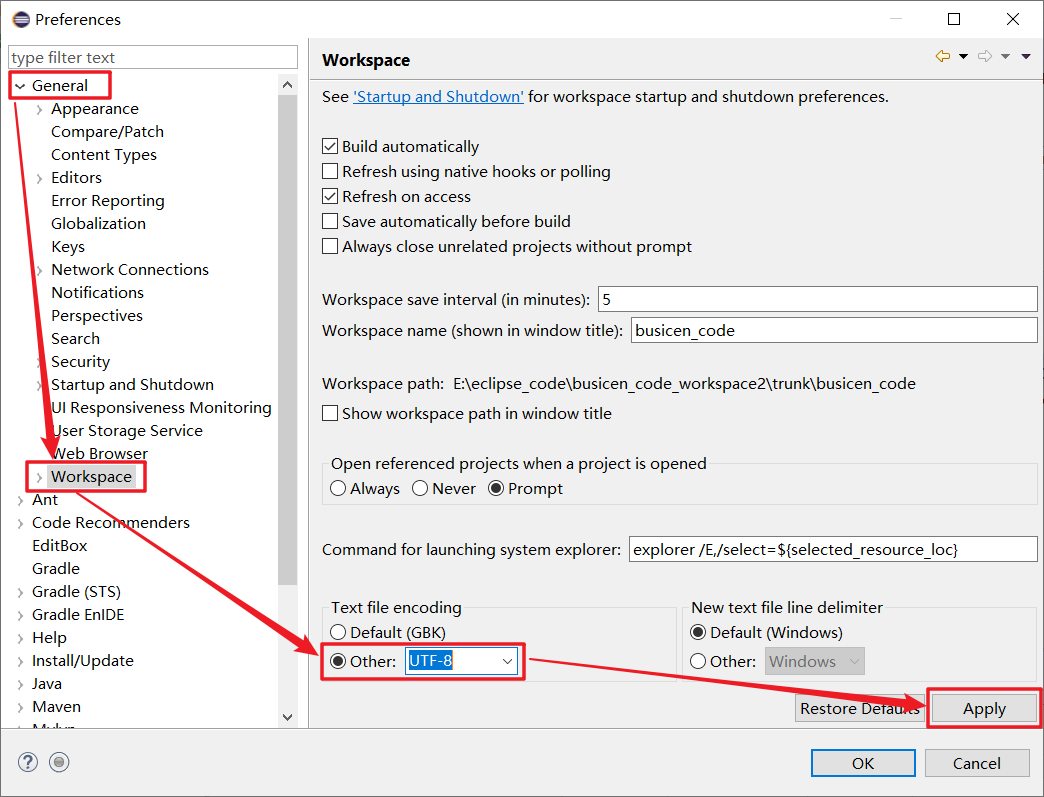 Preferences
type filter text
General
Appearance
Compare/Patch
Content Types
Editors
Error Reporting
Globalization
Keys
Network Connections
Notifications
Perspectives
Search
Security
Startup and Shutdown
UI Responsiveness Monitoring
User Storage Service
Web Browser
Workspace
Ant
Code Recommenders
EditBox
Gradle
Gradle (STS)
Gradle EnIDE
Help
Install/Update
Java
Maven
Mylyn
Workspace
See 'Startup and Shutdown' for workspace startup and shutdown preferences.
Build automatically
Refresh using native hooks or polling
Refresh on access
Save automatically before build
Always close unrelated projects without prompt
Workspace save interval (in minutes): 5
Workspace name (shown in window title): busicen_code
Workspace path: E:\eclipse_code\busicen_code_workspace2\trunk\busicen_code
Show workspace path in window title
Open referenced projects when a project is opened
Always Never Prompt
Command for launching system explorer: explorer /E,/select=${selected_resource_loc}
Text file encoding
Default (GBK)
Other: UTF-8
New text file line delimiter
Default (Windows)
Other: Windows
Restore Defaults Apply
OK Cancel